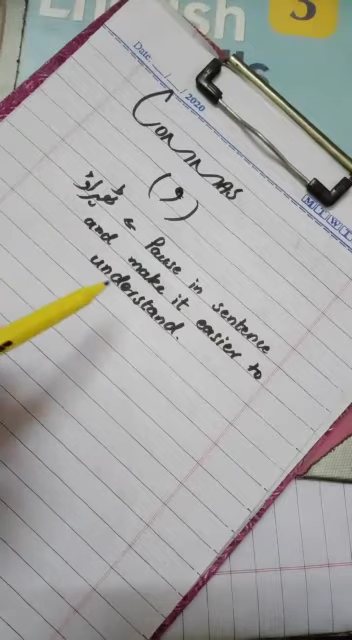 English 5
Date: / / 2020
M T W T
Commas
(,)
ٹھہراؤ ← Pause in sentence
and make it easier to
understand.